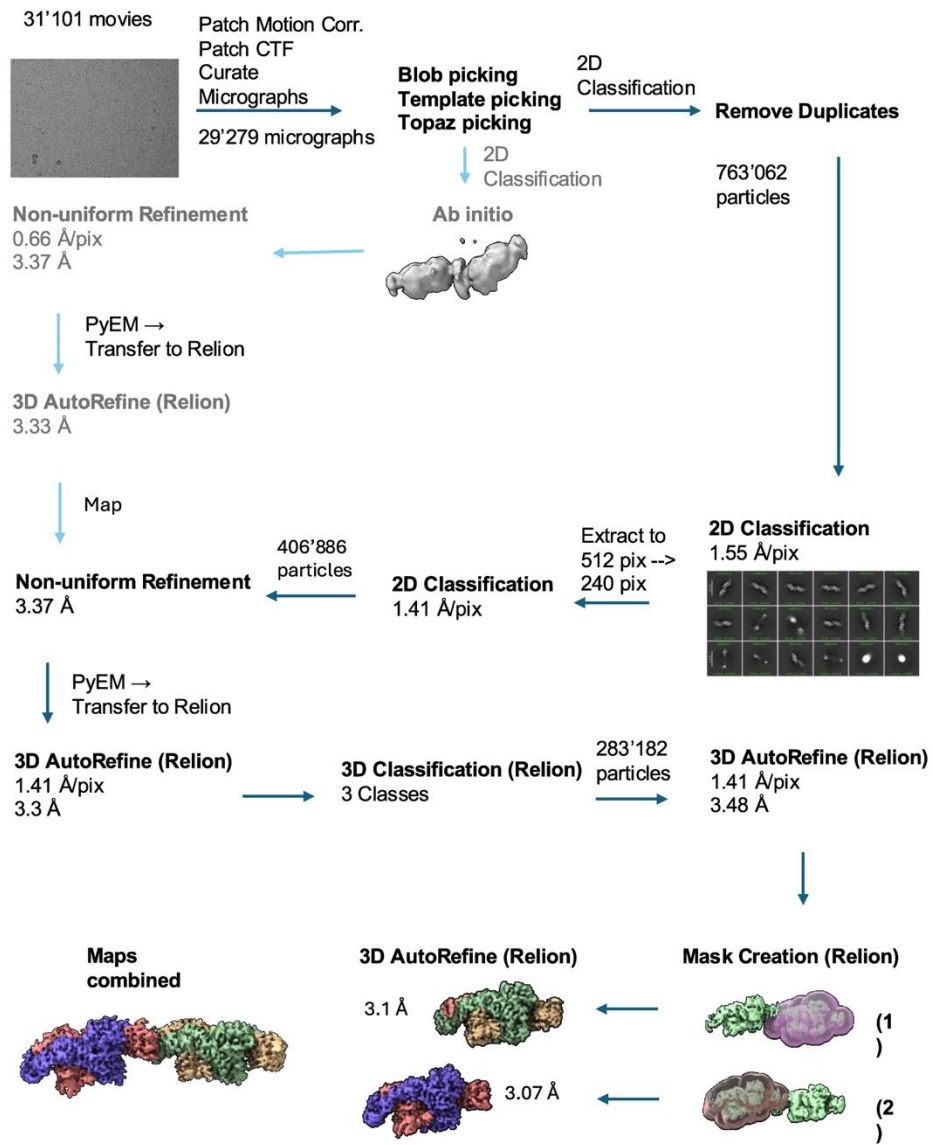 31'101 movies
Patch Motion Corr.
Patch CTF
Curate
Micrographs
29'279 micrographs
Blob picking
Template picking
Topaz picking
2D
Classification
Remove Duplicates
2D
Classification
763'062
particles
Non-uniform Refinement
0.66 Å/pix
3.37 Å
Ab initio
PyEM →
Transfer to Relion
3D AutoRefine (Relion)
3.33 Å
Map
2D Classification
1.55 Å/pix
Extract to
512 pix -->
240 pix
2D Classification
1.41 Å/pix
406'886
particles
Non-uniform Refinement
3.37 Å
PyEM →
Transfer to Relion
3D AutoRefine (Relion)
1.41 Å/pix
3.3 Å
3D Classification (Relion)
3 Classes
283'182
particles
3D AutoRefine (Relion)
1.41 Å/pix
3.48 Å
Maps
combined
3D AutoRefine (Relion)
Mask Creation (Relion)
3.1 Å
(1
)
3.07 Å
(2
)